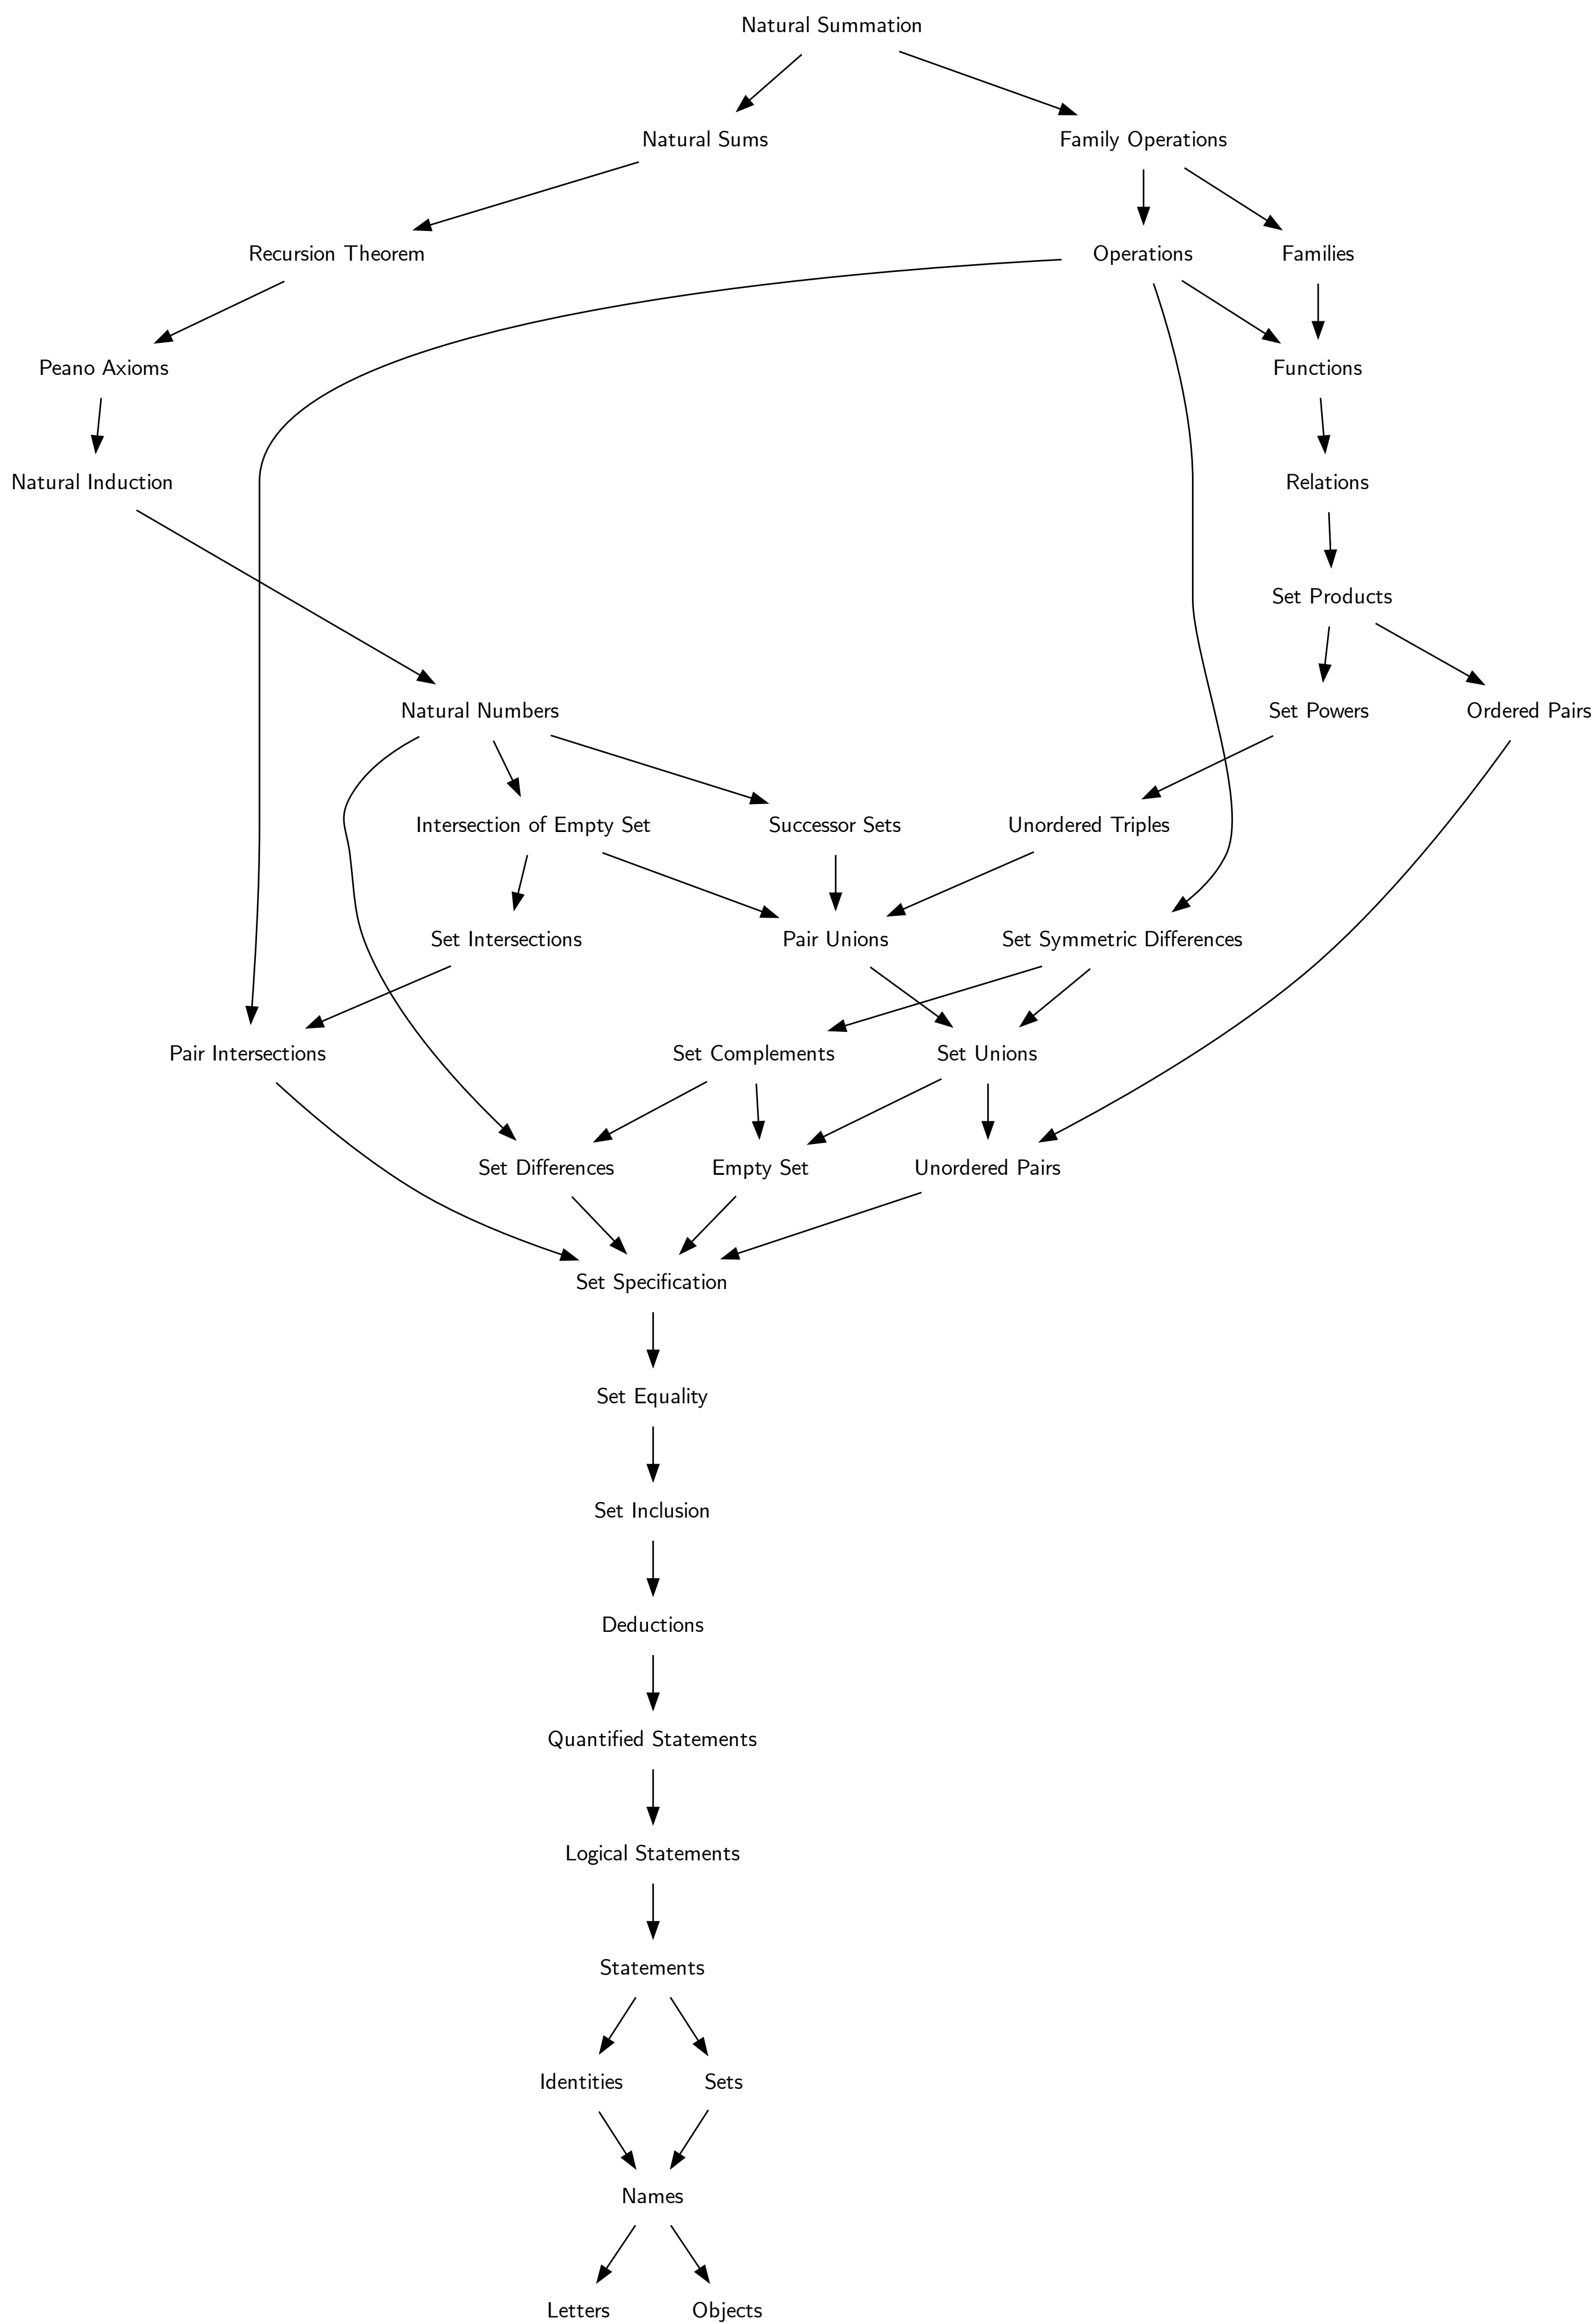 Natural Summation
Natural Sums
Family Operations
Recursion Theorem
Operations
Families
Peano Axioms
Functions
Natural Induction
Relations
Set Products
Natural Numbers
Set Powers
Ordered Pairs
Intersection of Empty Set
Successor Sets
Unordered Triples
Set Intersections
Pair Unions
Set Symmetric Differences
Pair Intersections
Set Complements
Set Unions
Set Differences
Empty Set
Unordered Pairs
Set Specification
Set Equality
Set Inclusion
Deductions
Quantified Statements
Logical Statements
Statements
Identities
Sets
Names
Letters
Objects